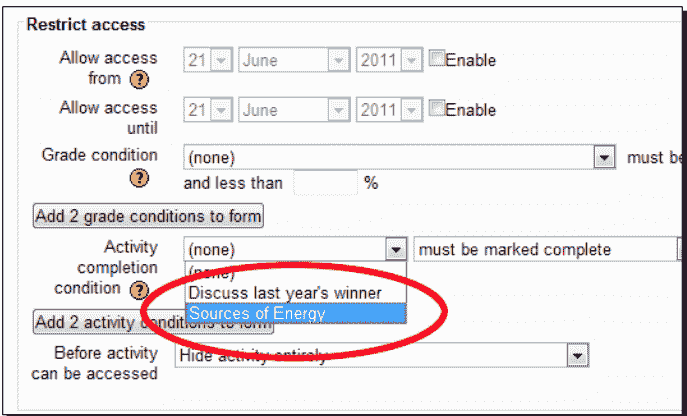 Restrict access
Allow access from ? 21 June 2011 Enable
Allow access until 21 June 2011 Enable
Grade condition ? (none) must be
and less than %
Add 2 grade conditions to form
Activity completion condition ? (none) must be marked complete
(none)
Discuss last year's winner
Sources of Energy
Add 2 activity conditions to form
Before activity can be accessed Hide activity entirely